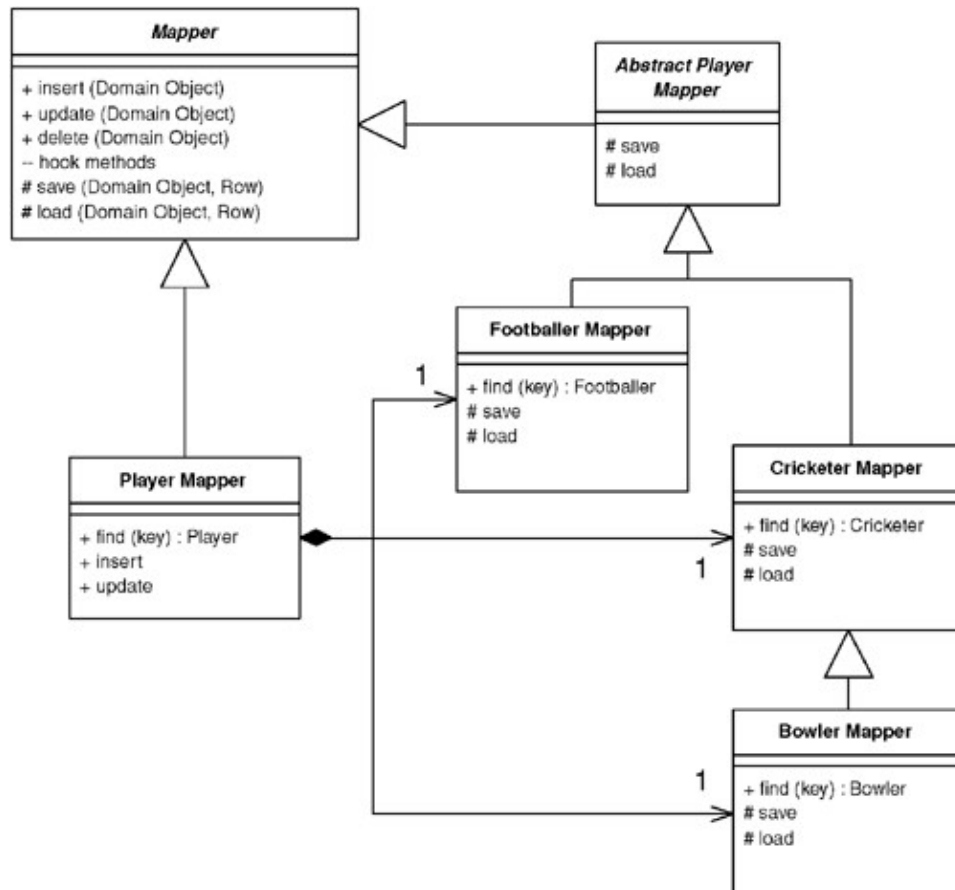 Mapper
+ insert (Domain Object)
+ update (Domain Object)
+ delete (Domain Object)
-- hook methods
# save (Domain Object, Row)
# load (Domain Object, Row)
Abstract Player
Mapper
# save
# load
Footballer Mapper
+ find (key) : Footballer
# save
# load
1
Player Mapper
+ find (key) : Player
+ insert
+ update
Cricketer Mapper
+ find (key) : Cricketer
# save
# load
1
Bowler Mapper
+ find (key) : Bowler
# save
# load
1